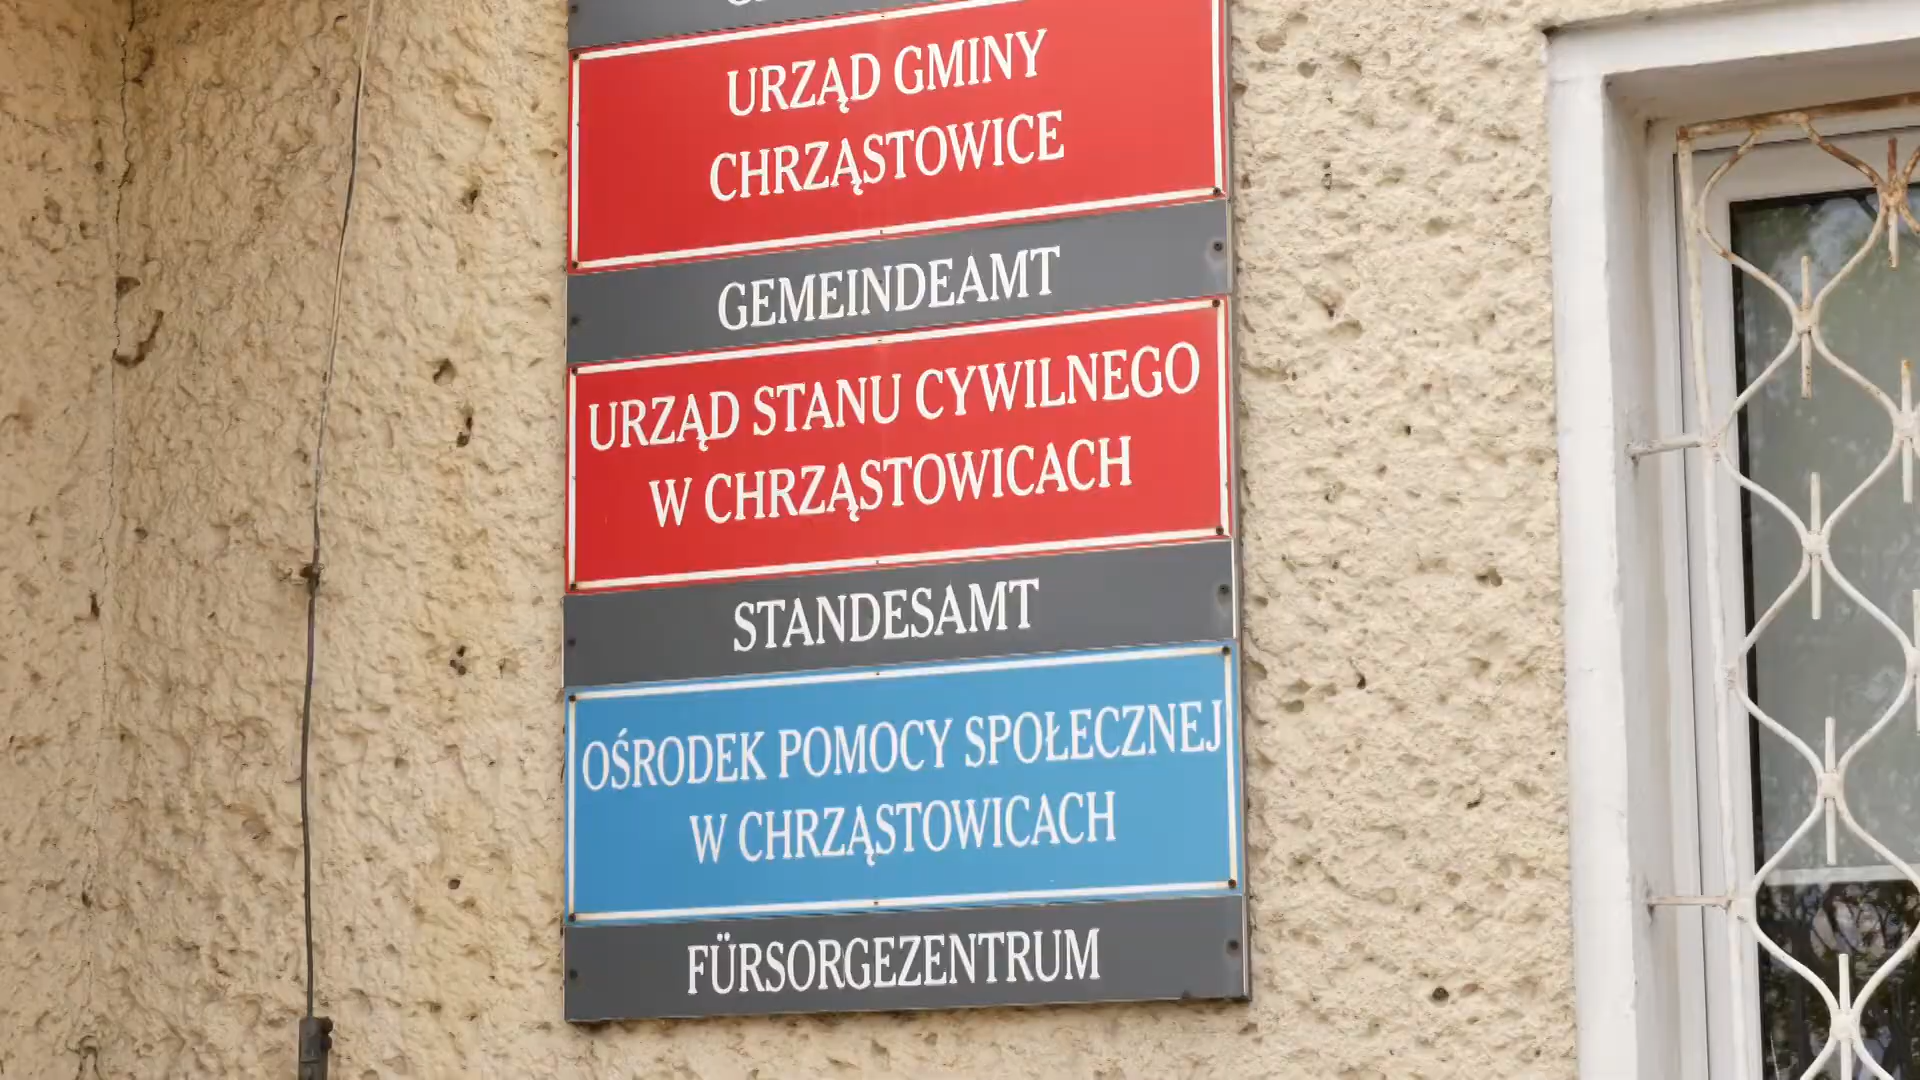 URZĄD GMINY
CHRZĄSTOWICE
GEMEINDEAMT
URZĄD STANU CYWILNEGO
W CHRZĄSTOWICACH
STANDESAMT
OŚRODEK POMOCY SPOŁECZNEJ
W CHRZĄSTOWICACH
FÜRSORGEZENTRUM